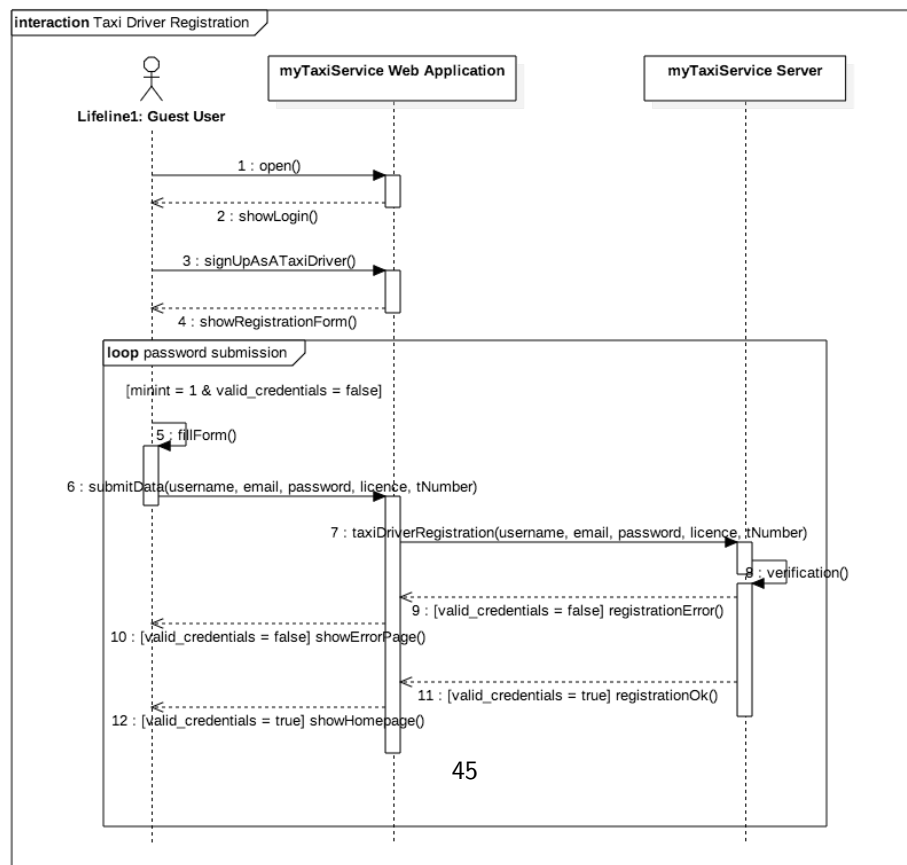 interaction Taxi Driver Registration
myTaxiService Web Application
myTaxiService Server
Lifeline1: Guest User
1 : open()
2 : showLogin()
3 : signUpAsATaxiDriver()
4 : showRegistrationForm()
loop password submission
[minint = 1 & valid_credentials = false]
5 : fillForm()
6 : submitData(username, email, password, licence, tNumber)
7 : taxiDriverRegistration(username, email, password, licence, tNumber)
8 : verification()
9 : [valid_credentials = false] registrationError()
10 : [valid_credentials = false] showErrorPage()
11 : [valid_credentials = true] registrationOk()
12 : [valid_credentials = true] showHomepage()
45